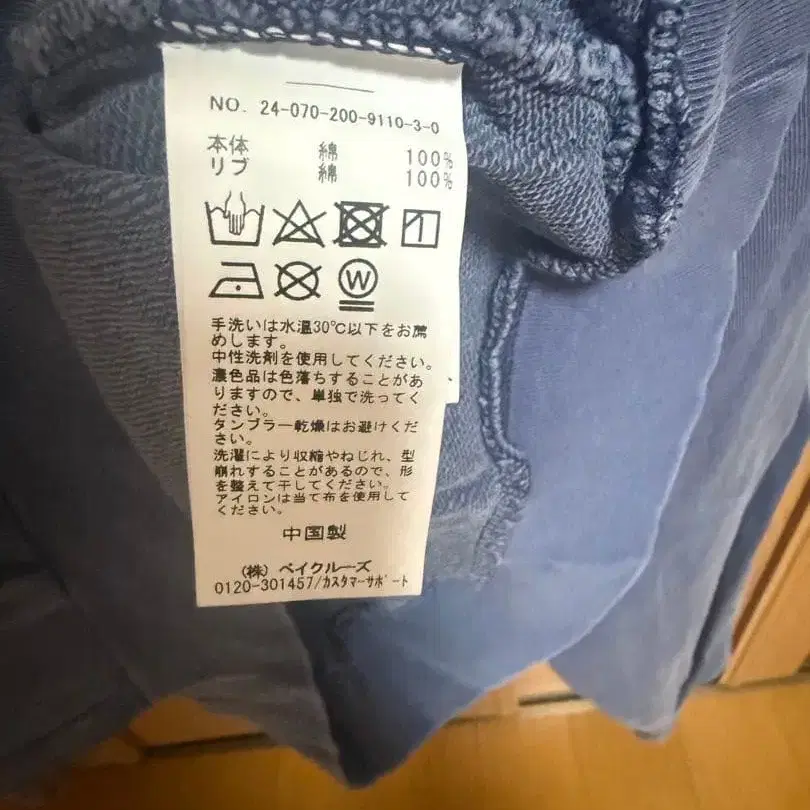 NO. 24-070-200-9110-3-0
本体 綿 100%
リブ 綿 100%
W
手洗いは水温30℃以下をお薦
めします。
中性洗剤を使用してください。
濃色品は色落ちすることがあ
りますので、単独で洗ってく
ださい。
タンブラー乾燥はお避けくだ
さい。
洗濯により収縮やねじれ、型
崩れすることがあるので、形
を整えて干してください。
アイロンは当て布を使用して
ください。
中国製
(株) ベイクルーズ
0120-301457/カスタマーサポート